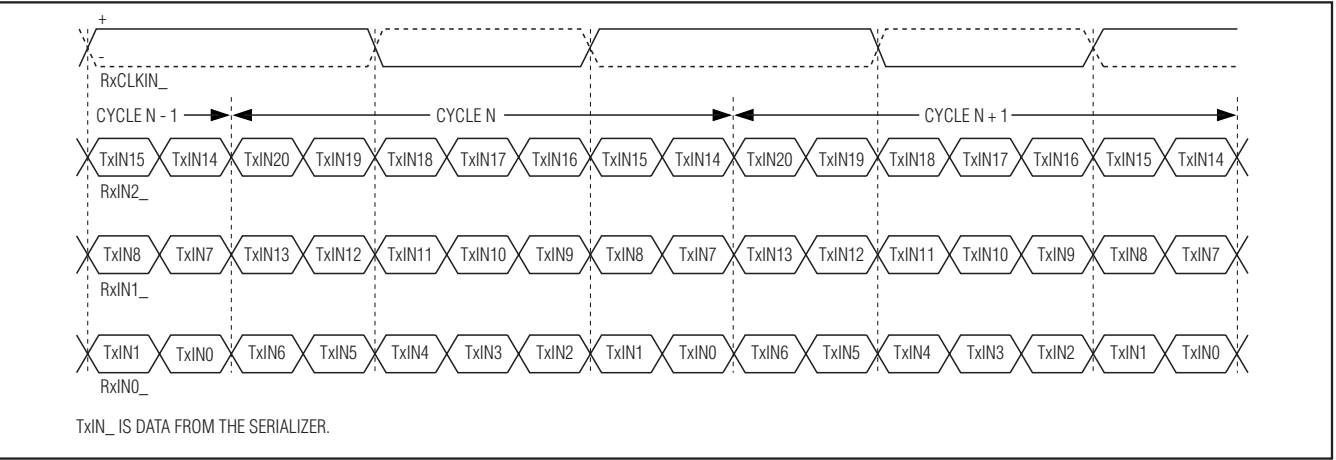 +
-
RxCLKIN_
CYCLE N - 1 CYCLE N CYCLE N + 1
TxIN15 TxIN14 TxIN20 TxIN19 TxIN18 TxIN17 TxIN16 TxIN15 TxIN14 TxIN20 TxIN19 TxIN18 TxIN17 TxIN16 TxIN15 TxIN14
RxIN2_
TxIN8 TxIN7 TxIN13 TxIN12 TxIN11 TxIN10 TxIN9 TxIN8 TxIN7 TxIN13 TxIN12 TxIN11 TxIN10 TxIN9 TxIN8 TxIN7
RxIN1_
TxIN1 TxIN0 TxIN6 TxIN5 TxIN4 TxIN3 TxIN2 TxIN1 TxIN0 TxIN6 TxIN5 TxIN4 TxIN3 TxIN2 TxIN1 TxIN0
RxIN0_
TxIN_ IS DATA FROM THE SERIALIZER.